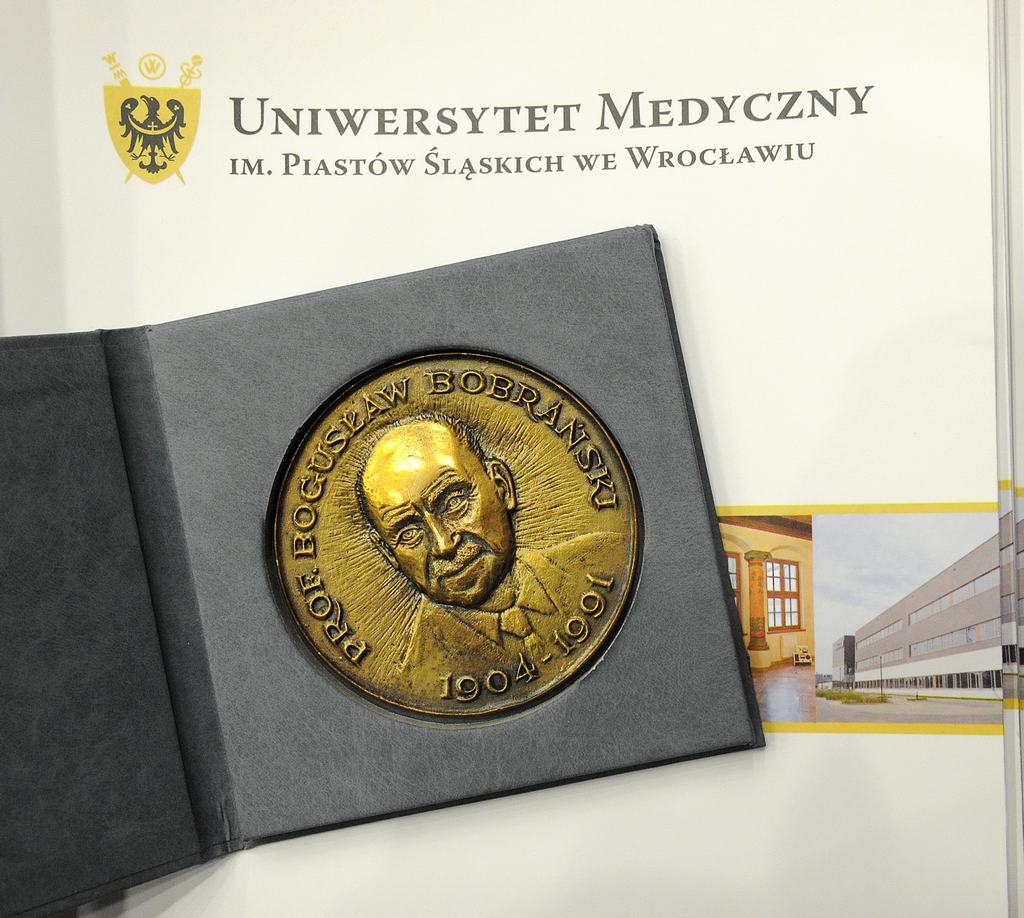 UNIWERSYTET MEDYCZNY
IM. PIASTÓW ŚLĄSKICH WE WROCŁAWIU
PROF. BOGUSŁAW BOBRAŃSKI
1904-1991